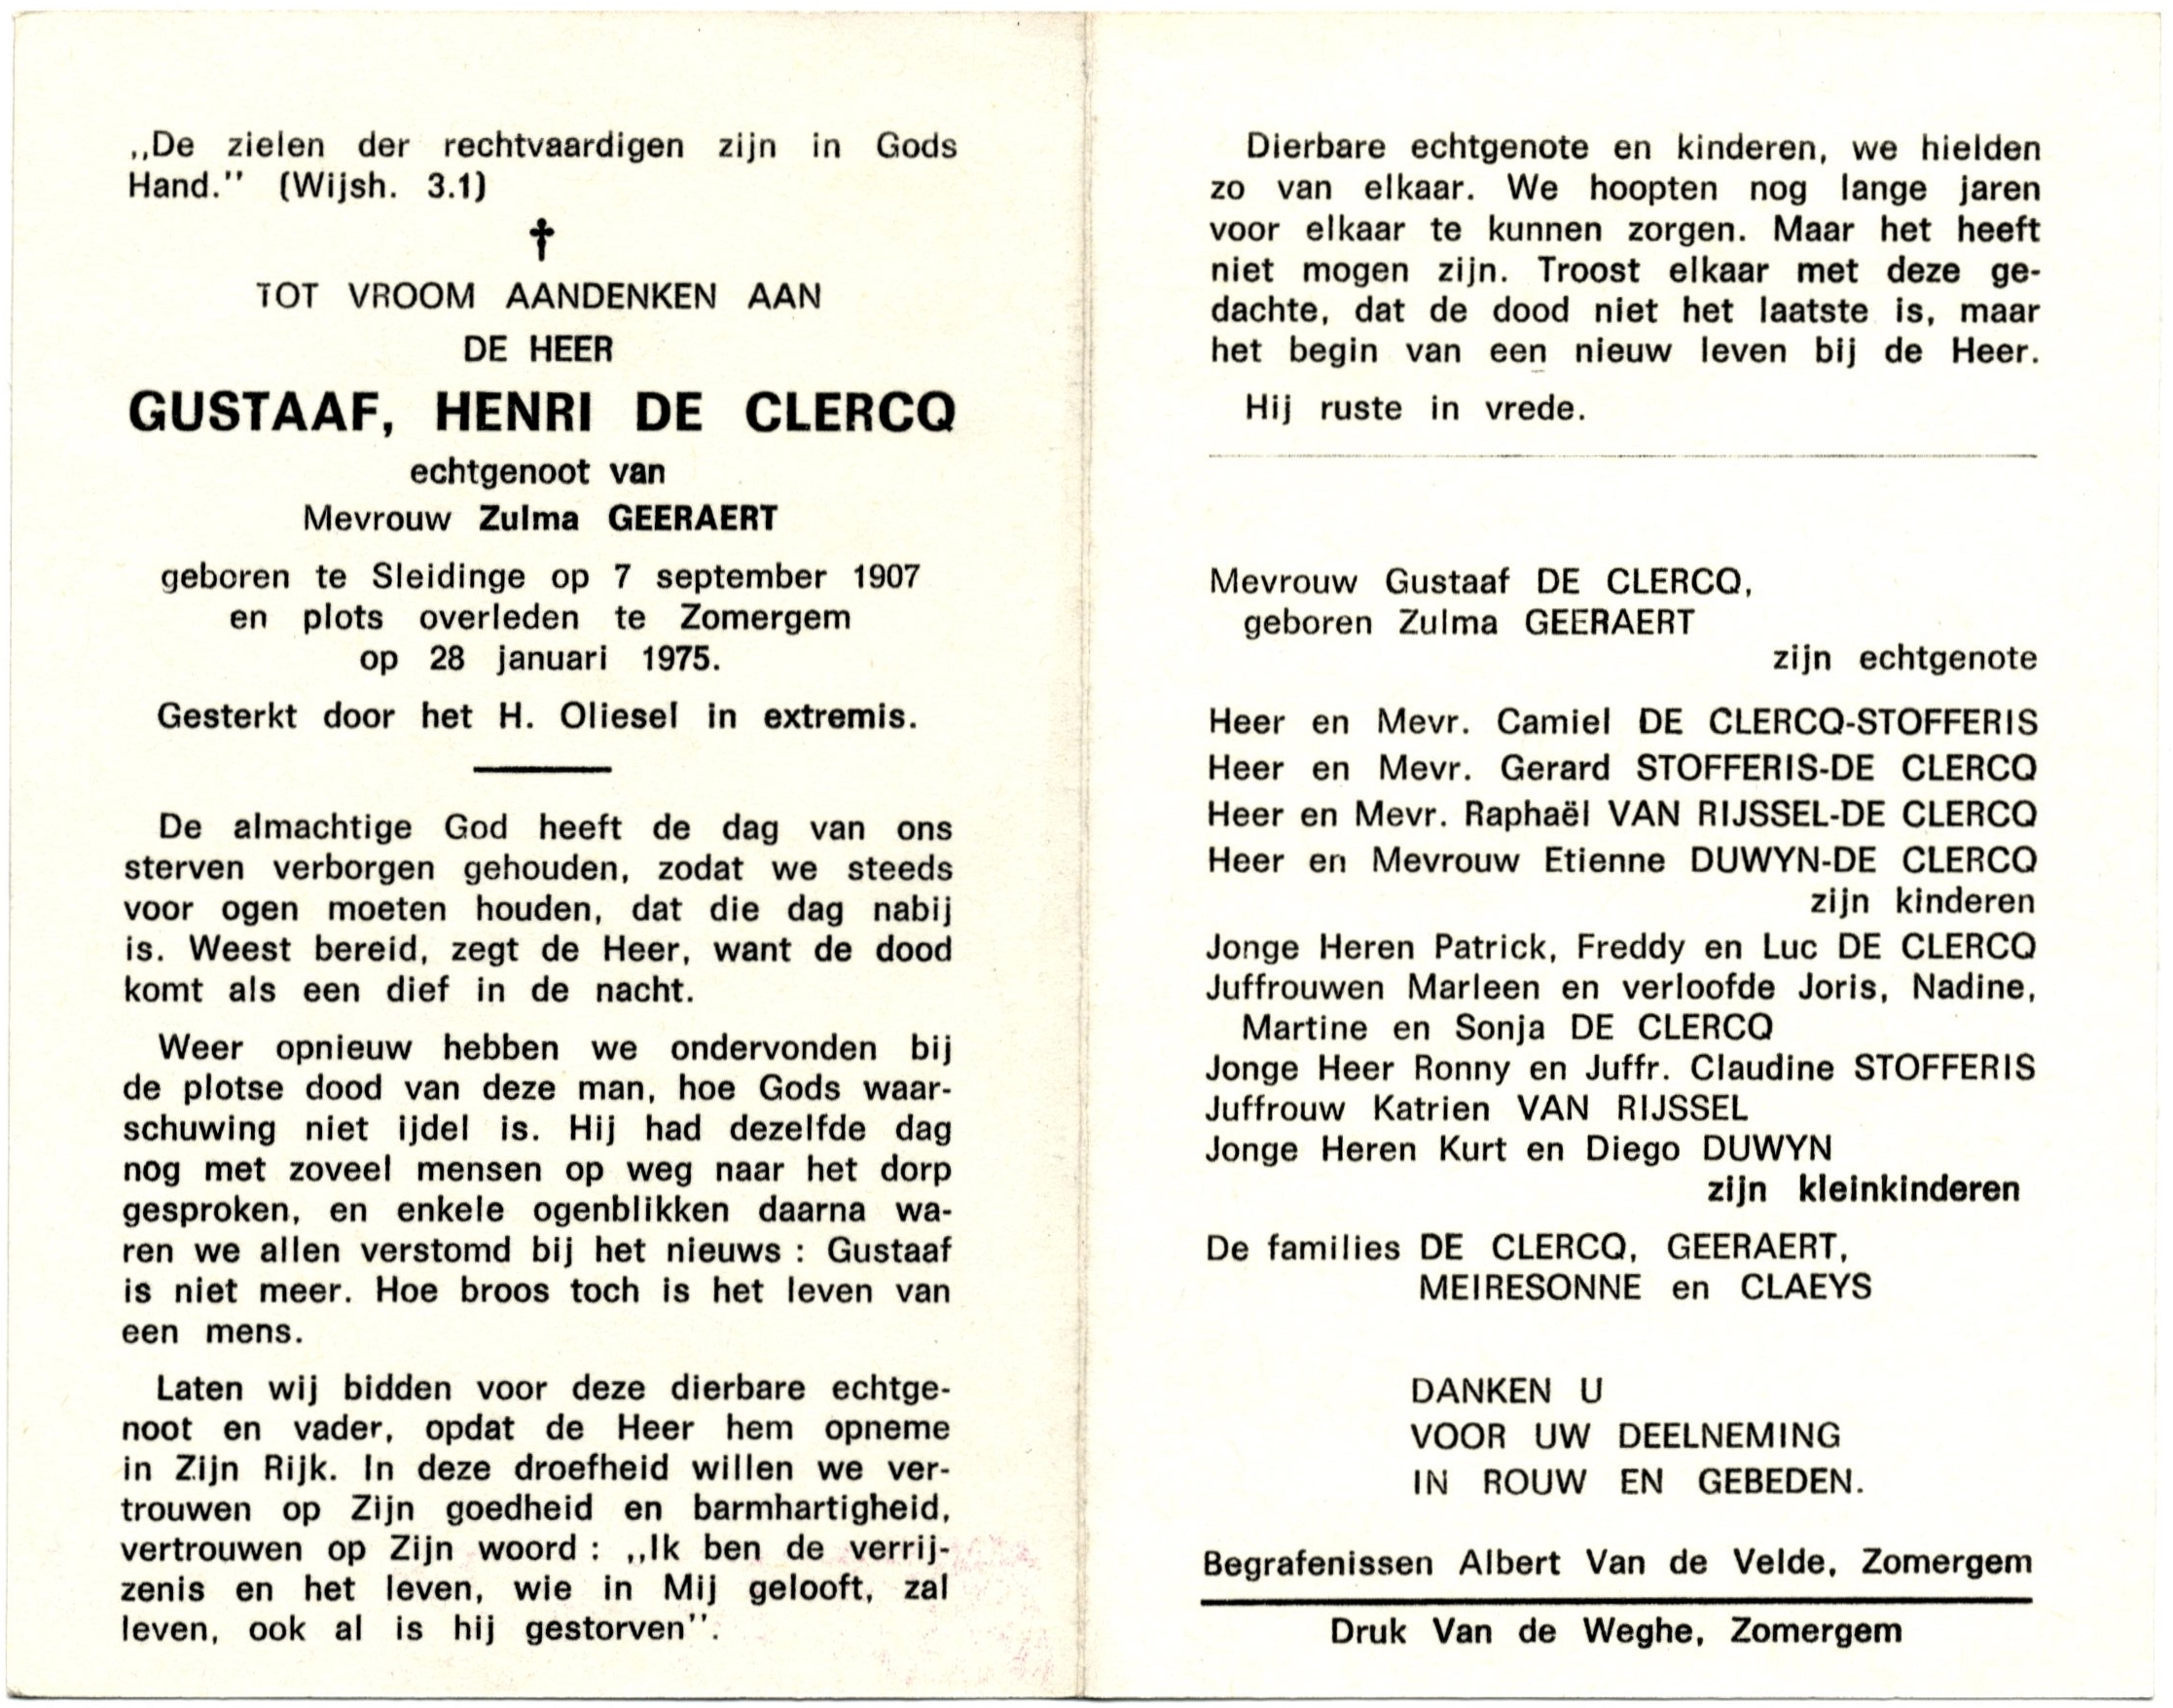 ,,De zielen der rechtvaardigen zijn in Gods
Hand.'' (Wijsh. 3.1)
TOT VROOM AANDENKEN AAN
DE HEER
GUSTAAF, HENRI DE CLERCQ
echtgenoot van
Mevrouw Zulma GEERAERT
geboren te Sleidinge op 7 september 1907
en plots overleden te Zomergem
op 28 januari 1975.
Gesterkt door het H. Oliesel in extremis.
De almachtige God heeft de dag van ons
sterven verborgen gehouden, zodat we steeds
voor ogen moeten houden, dat die dag nabij
is. Weest bereid, zegt de Heer, want de dood
komt als een dief in de nacht.
Weer opnieuw hebben we ondervonden bij
de plotse dood van deze man, hoe Gods waar-
schuwing niet ijdel is. Hij had dezelfde dag
nog met zoveel mensen op weg naar het dorp
gesproken, en enkele ogenblikken daarna wa-
ren we allen verstomd bij het nieuws : Gustaaf
is niet meer. Hoe broos toch is het leven van
een mens.
Laten wij bidden voor deze dierbare echtge-
noot en vader, opdat de Heer hem opneme
in Zijn Rijk. In deze droefheid willen we ver-
trouwen op Zijn goedheid en barmhartigheid,
vertrouwen op Zijn woord : ,,Ik ben de verrij-
zenis en het leven, wie in Mij gelooft, zal
leven, ook al is hij gestorven''.
Dierbare echtgenote en kinderen, we hielden
zo van elkaar. We hoopten nog lange jaren
voor elkaar te kunnen zorgen. Maar het heeft
niet mogen zijn. Troost elkaar met deze ge-
dachte, dat de dood niet het laatste is, maar
het begin van een nieuw leven bij de Heer.
Hij ruste in vrede.
Mevrouw Gustaaf DE CLERCQ,
geboren Zulma GEERAERT
zijn echtgenote
Heer en Mevr. Camiel DE CLERCQ-STOFFERIS
Heer en Mevr. Gerard STOFFERIS-DE CLERCQ
Heer en Mevr. Raphaël VAN RIJSSEL-DE CLERCQ
Heer en Mevrouw Etienne DUWYN-DE CLERCQ
zijn kinderen
Jonge Heren Patrick, Freddy en Luc DE CLERCQ
Juffrouwen Marleen en verloofde Joris, Nadine,
Martine en Sonja DE CLERCQ
Jonge Heer Ronny en Juffr. Claudine STOFFERIS
Juffrouw Katrien VAN RIJSSEL
Jonge Heren Kurt en Diego DUWYN
zijn kleinkinderen
De families DE CLERCQ, GEERAERT,
MEIRESONNE en CLAEYS
DANKEN U
VOOR UW DEELNEMING
IN ROUW EN GEBEDEN.
Begrafenissen Albert Van de Velde, Zomergem
Druk Van de Weghe, Zomergem